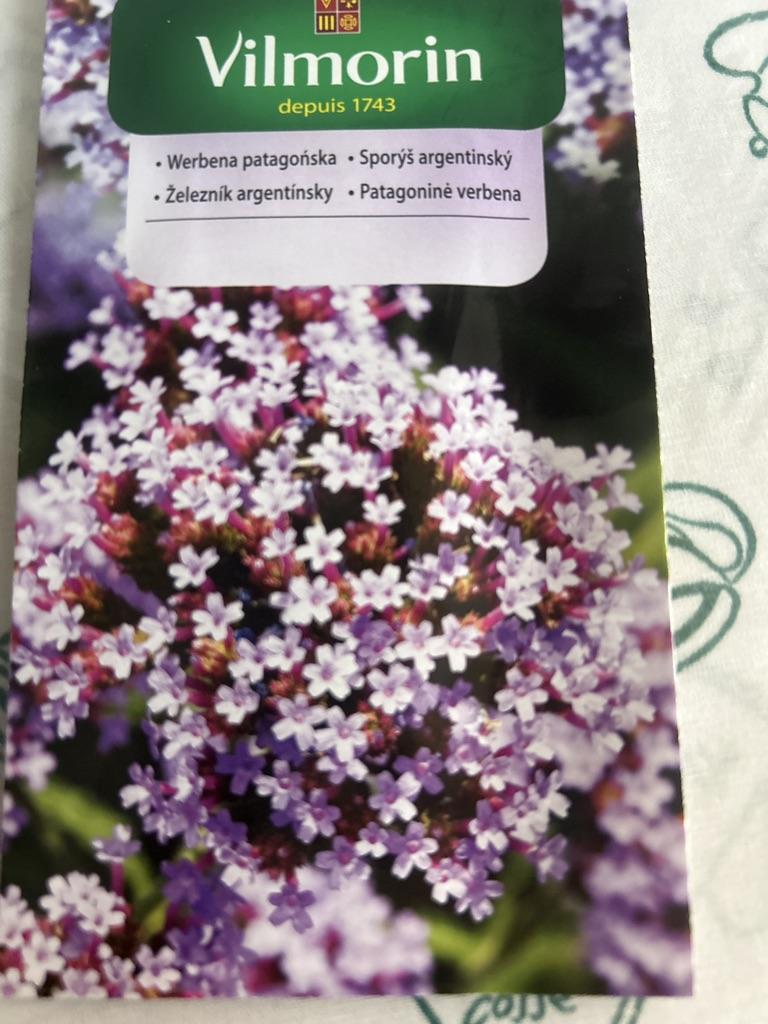 Vilmorin
depuis 1743
• Werbena patagońska • Sporýš argentinský
• Železník argentínsky • Patagoninė verbena